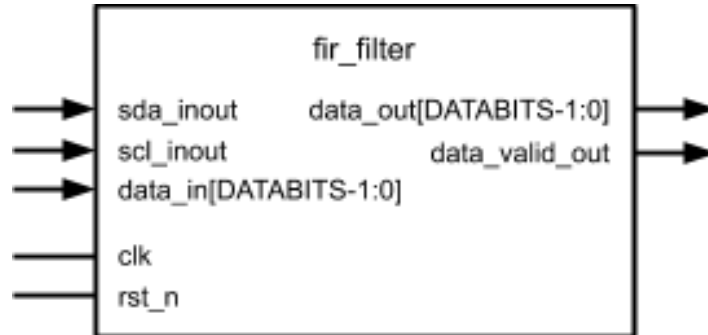 fir_filter
sda_inout data_out[DATABITS-1:0]
scl_inout data_valid_out
data_in[DATABITS-1:0]
clk
rst_n